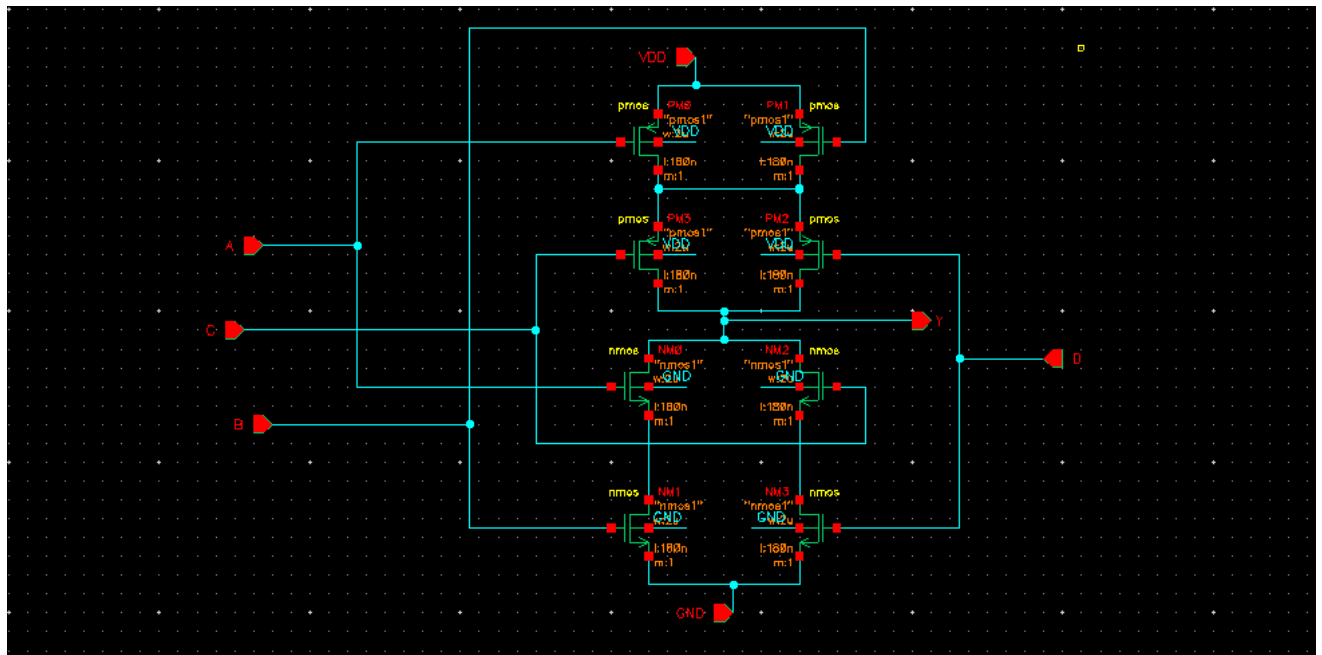 VDD
pmos PM0 PM1 pmos
"pmos1" "pmos1"
VDD VDD
l:180n l:180n
m:1 m:1
pmos PM3 PM2 pmos
"pmos1" "pmos1"
A VDD VDD
l:180n l:180n
m:1 m:1
C Y
nmos NM0 NM2 nmos
"nmos1" "nmos1"
D
GND GND
l:180n l:180n
m:1 m:1
B
nmos NM1 NM3 nmos
"nmos1" "nmos1"
GND GND
l:180n l:180n
m:1 m:1
GND